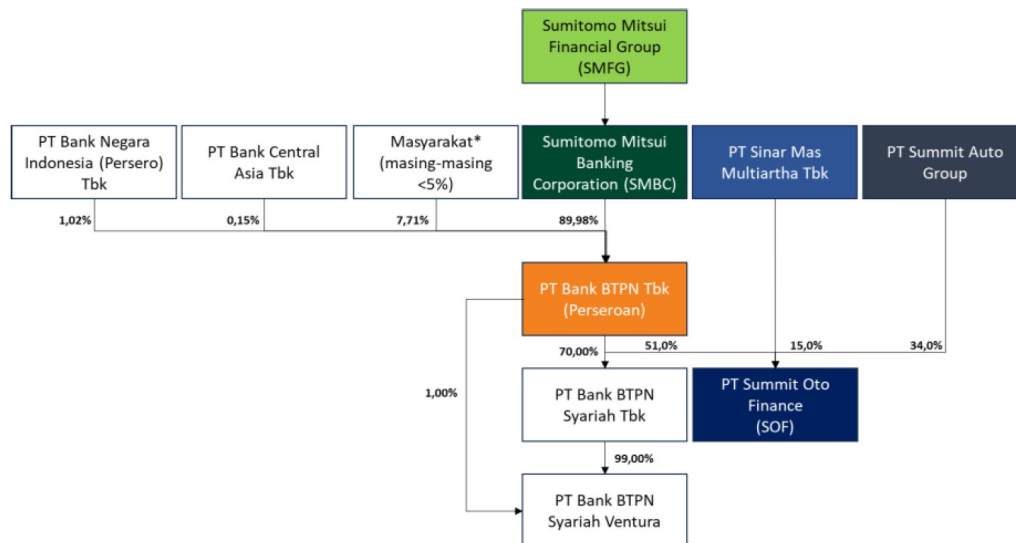 Sumitomo Mitsui
Financial Group
(SMFG)
PT Bank Negara
Indonesia (Persero)
Tbk
PT Bank Central
Asia Tbk
Masyarakat*
(masing-masing
<5%)
Sumitomo Mitsui
Banking
Corporation (SMBC)
PT Sinar Mas
Multiartha Tbk
PT Summit Auto
Group
1,02%
0,15%
7,71%
89,98%
PT Bank BTPN Tbk
(Perseroan)
70,00%
51,0%
15,0%
34,0%
1,00%
PT Bank BTPN
Syariah Tbk
PT Summit Oto
Finance
(SOF)
99,00%
PT Bank BTPN
Syariah Ventura